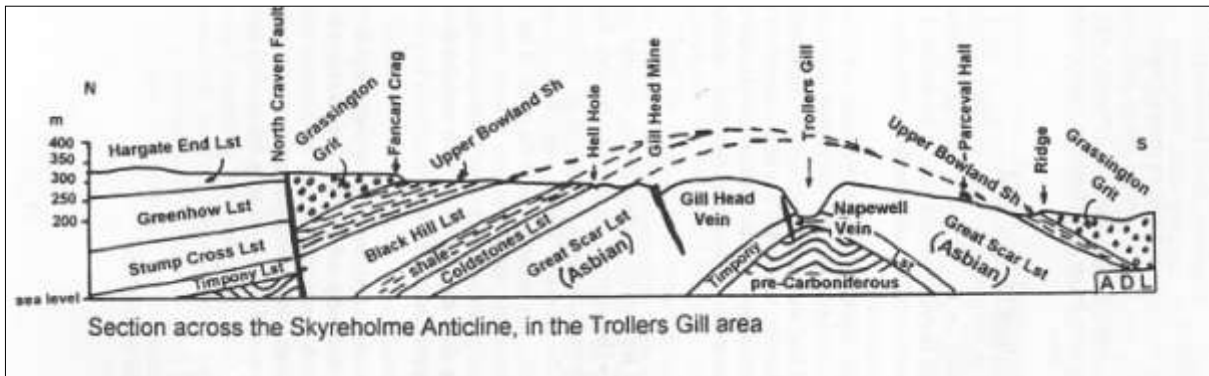 N
m
400
350
300
250
200
sea level
Hargate End Lst
Greenhow Lst
Stump Cross Lst
Timpony Lst
North Craven Fault
Grassington
Grit
Fancarl Crag
Upper Bowland Sh
Black Hill Lst
shale
Coldstones Lst
Hell Hole
Gill Head Mine
Great Scar Lst
(Asbian)
Gill Head
Vein
Trollers Gill
Napewell
Vein
Timpony
Lst
pre-Carboniferous
Parceval Hall
Upper Bowland Sh
Ridge
Grassington
Grit
S
Great Scar Lst
(Asbian)
A D L
Section across the Skyreholme Anticline, in the Trollers Gill area